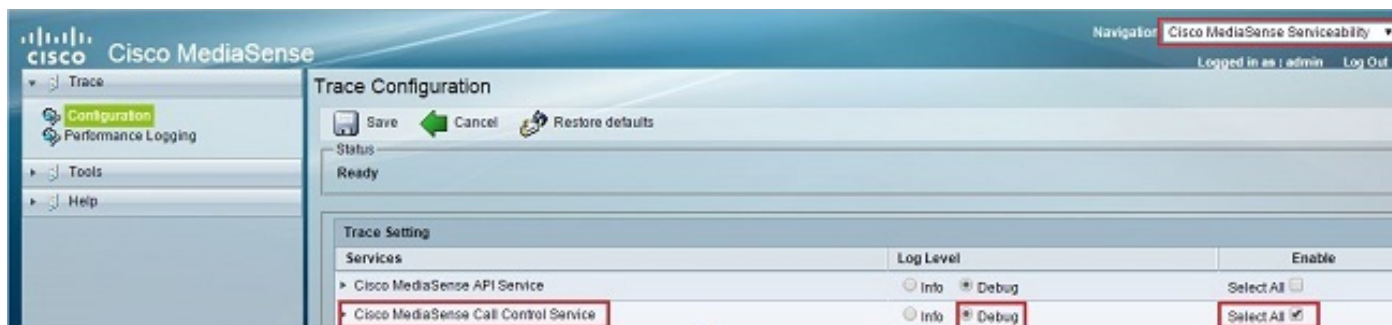 Navigation Cisco MediaSense Serviceability
cisco Cisco MediaSense
Logged in as : admin Log Out
Trace
Configuration
Performance Logging
Tools
Help
Trace Configuration
Save Cancel Restore defaults
Status
Ready
Trace Setting
Services Log Level Enable
Cisco MediaSense API Service Info Debug Select All
Cisco MediaSense Call Control Service Info Debug Select All